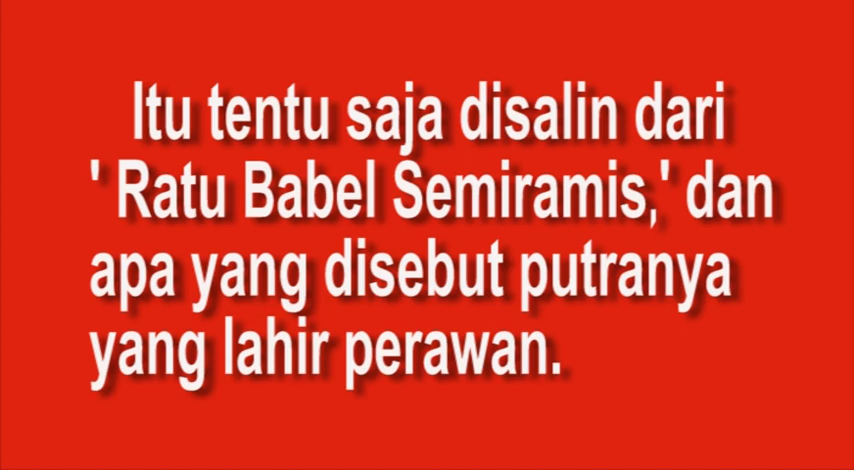 Itu tentu saja disalin dari
' Ratu Babel Semiramis,' dan
apa yang disebut putranya
yang lahir perawan.